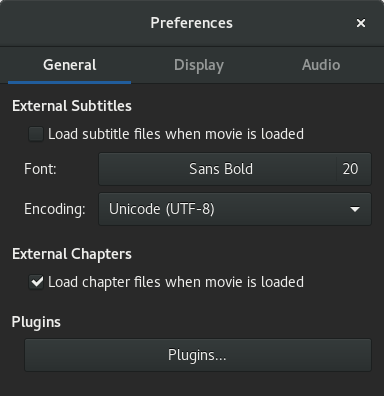 Preferences
General Display Audio
External Subtitles
Load subtitle files when movie is loaded
Font: Sans Bold 20
Encoding: Unicode (UTF-8)
External Chapters
Load chapter files when movie is loaded
Plugins
Plugins...